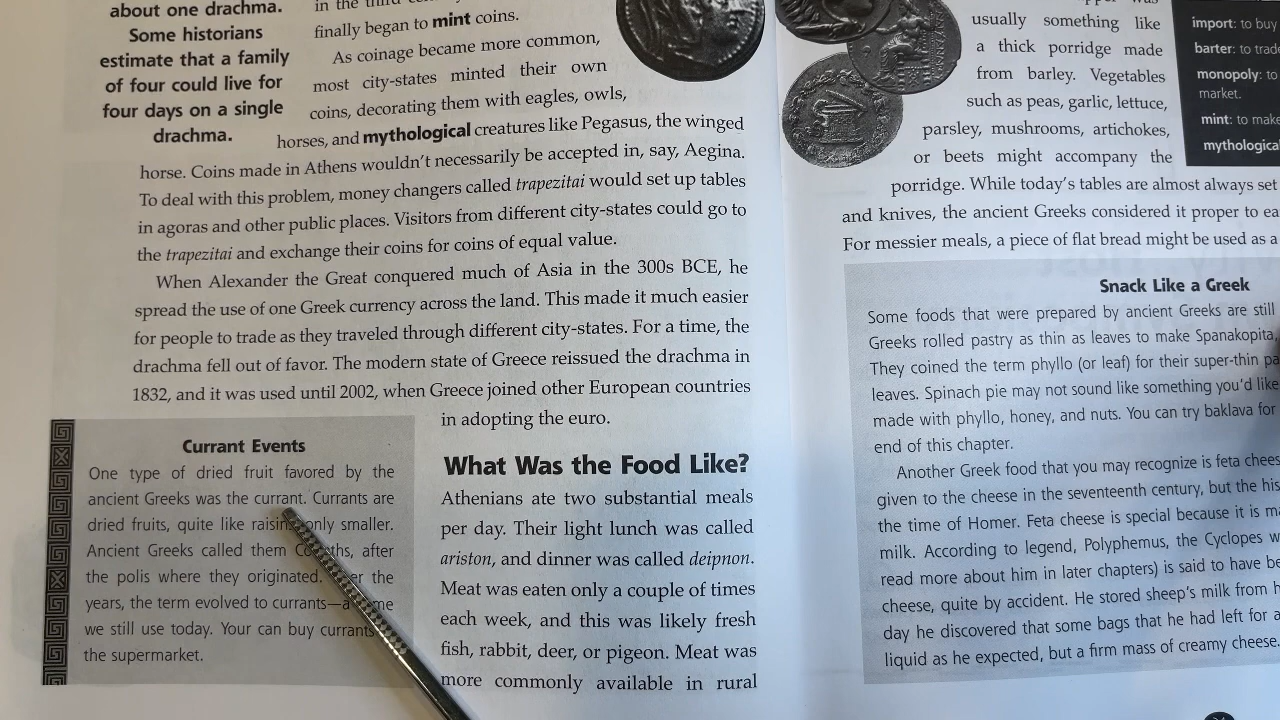 about one drachma.
Some historians
estimate that a family
of four could live for
four days on a single
drachma.
finally began to mint coins.
As coinage became more common,
most city-states minted their own
coins, decorating them with eagles, owls,
horses, and mythological creatures like Pegasus, the winged
horse. Coins made in Athens wouldn't necessarily be accepted in, say, Aegina.
To deal with this problem, money changers called trapezitai would set up tables
in agoras and other public places. Visitors from different city-states could go to
the trapezitai and exchange their coins for coins of equal value.
When Alexander the Great conquered much of Asia in the 300s BCE, he
spread the use of one Greek currency across the land. This made it much easier
for people to trade as they traveled through different city-states. For a time, the
drachma fell out of favor. The modern state of Greece reissued the drachma in
1832, and it was used until 2002, when Greece joined other European countries
in adopting the euro.
Currant Events
One type of dried fruit favored by the
ancient Greeks was the currant. Currants are
dried fruits, quite like raisins only smaller.
Ancient Greeks called them after
the polis where they originated. the
years, the term evolved to currants—a
we still use today. Your can buy currants
the supermarket.
What Was the Food Like?
Athenians ate two substantial meals
per day. Their light lunch was called
ariston, and dinner was called deipnon.
Meat was eaten only a couple of times
each week, and this was likely fresh
fish, rabbit, deer, or pigeon. Meat was
more commonly available in rural
was
usually something like
a thick porridge made
from barley. Vegetables
such as peas, garlic, lettuce,
parsley, mushrooms, artichokes,
or beets might accompany the
porridge. While today's tables are almost always set
and knives, the ancient Greeks considered it proper to
For messier meals, a piece of flat bread might be used as a
import: to buy
barter: to trade
monopoly: to
market.
mint: to make
mythological
Snack Like a Greek
Some foods that were prepared by ancient Greeks are still
Greeks rolled pastry as thin as leaves to make Spanakopita,
They coined the term phyllo (or leaf) for their super-thin
leaves. Spinach pie may not sound like something you'd like
made with phyllo, honey, and nuts. You can try baklava for
end of this chapter.
Another Greek food that you may recognize is feta
given to the cheese in the seventeenth century, but the
the time of Homer. Feta cheese is special because it is
milk. According to legend, Polyphemus, the Cyclopes
read more about him in later chapters) is said to have
cheese, quite by accident. He stored sheep's milk from
day he discovered that some bags that he had left for a
liquid as he expected, but a firm mass of creamy cheese.